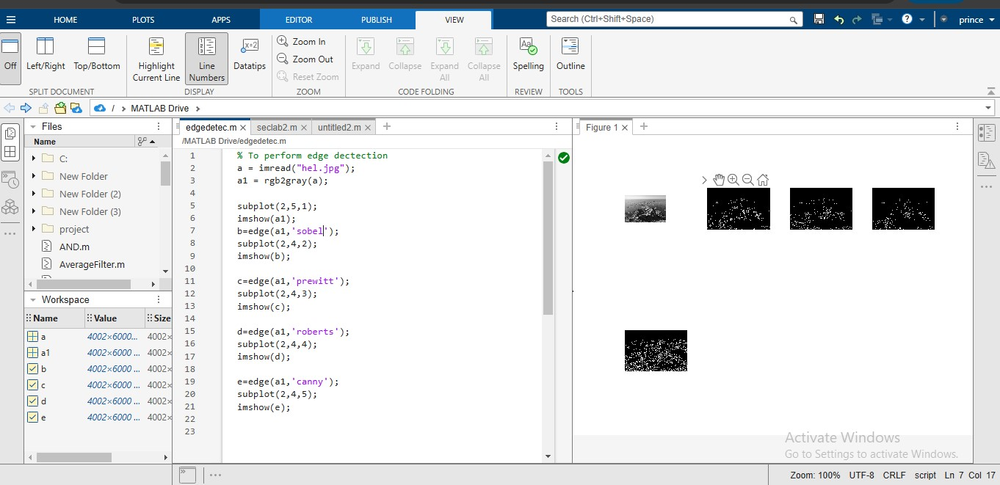 HOME PLOTS APPS EDITOR PUBLISH VIEW Search (Ctrl+Shift+Space) ? prince
Off Left/Right Top/Bottom Highlight Current Line Line Numbers Datatips Zoom In Zoom Out Reset Zoom Expand Collapse Expand All Collapse All Spelling Outline
SPLIT DOCUMENT DISPLAY ZOOM CODE FOLDING REVIEW TOOLS
/ > MATLAB Drive >
Files
Name
C:
New Folder
New Folder (2)
New Folder (3)
project
AND.m
AverageFilter.m
Workspace
Name Value Size
a 4002×6000... 4002×
a1 4002×6000 ... 4002×
b 4002×6000 ... 4002×
c 4002×6000 ... 4002×
d 4002×6000 ... 4002×
e 4002×6000 ... 4002×
edgedetec.m × seclab2.m × untitled2.m × +
/MATLAB Drive/edgedetec.m
1 % To perform edge dectection
2 a = imread("hel.jpg");
3 a1 = rgb2gray(a);
4
5 subplot(2,5,1);
6 imshow(a1);
7 b=edge(a1,'sobel');
8 subplot(2,4,2);
9 imshow(b);
10
11 c=edge(a1,'prewitt');
12 subplot(2,4,3);
13 imshow(c);
14
15 d=edge(a1,'roberts');
16 subplot(2,4,4);
17 imshow(d);
18
19 e=edge(a1,'canny');
20 subplot(2,4,5);
21 imshow(e);
22
23
Figure 1 × +
Activate Windows
Go to Settings to activate Windows.
Zoom: 100% UTF-8 CRLF script Ln 7 Col 17